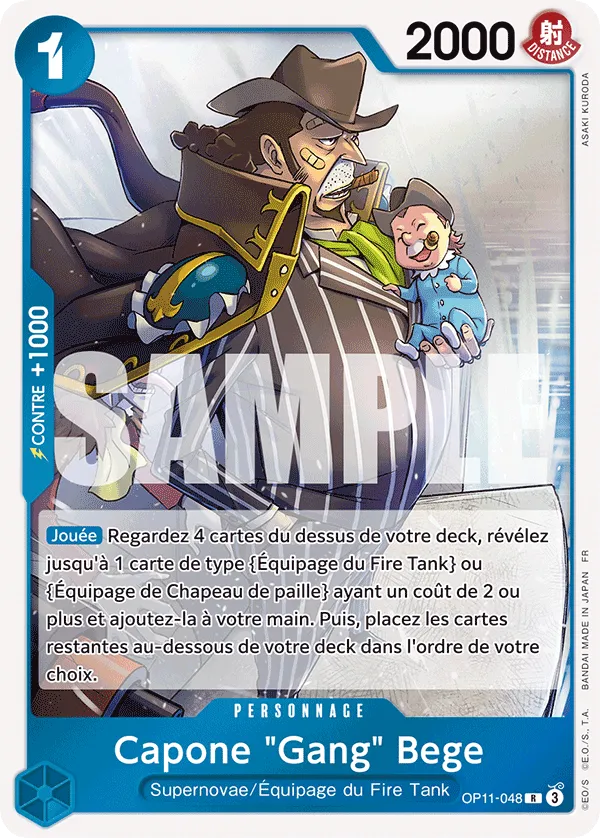 1
2000
射
DISTANCE
ASAKI KURODA
CONTRE +1000
SAMPLE
Jouée Regardez 4 cartes du dessus de votre deck, révélez
jusqu'à 1 carte de type {Équipage du Fire Tank} ou
{Équipage de Chapeau de paille} ayant un coût de 2 ou
plus et ajoutez-la à votre main. Puis, placez les cartes
restantes au-dessous de votre deck dans l'ordre de votre
choix.
©E.O./S., T.A. BANDAI MADE IN JAPAN FR
©EO/S
PERSONNAGE
Capone "Gang" Bege
Supernovae/Équipage du Fire Tank
OP11-048 R 3